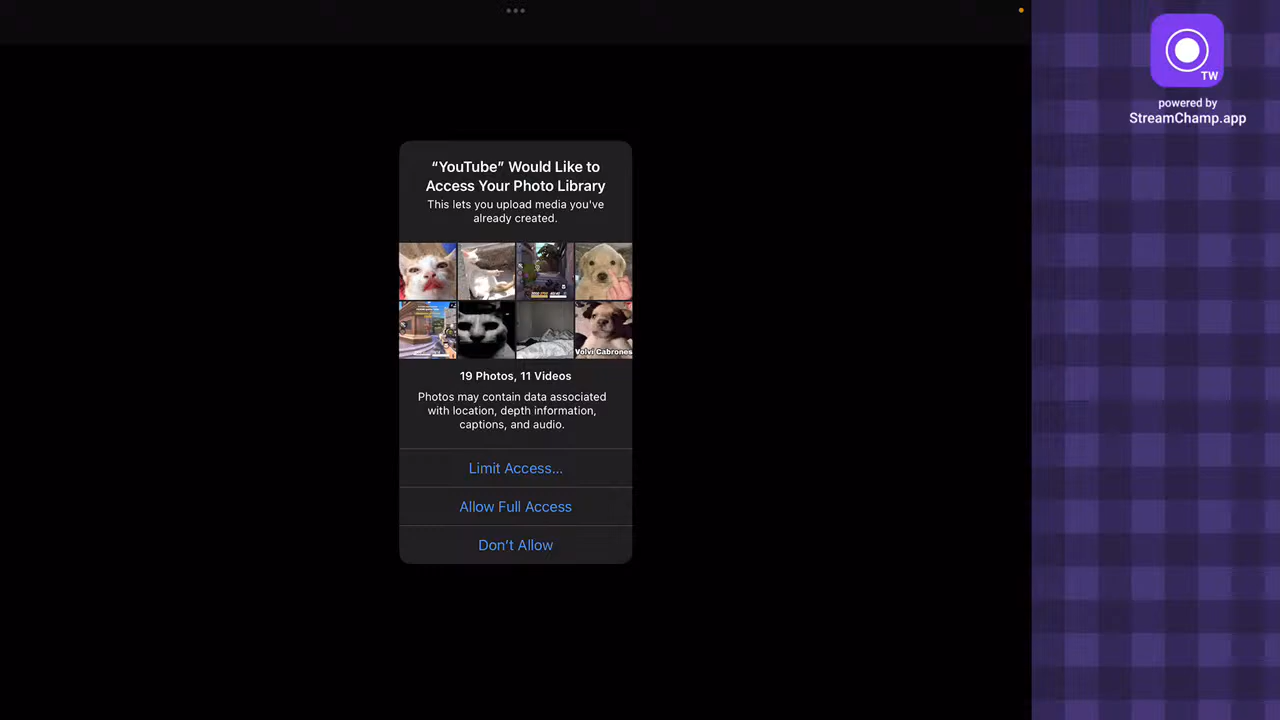 “YouTube” Would Like to
Access Your Photo Library
This lets you upload media you've
already created.
Volví Cabrones
19 Photos, 11 Videos
Photos may contain data associated
with location, depth information,
captions, and audio.
Limit Access...
Allow Full Access
Don’t Allow
TW
powered by
StreamChamp.app